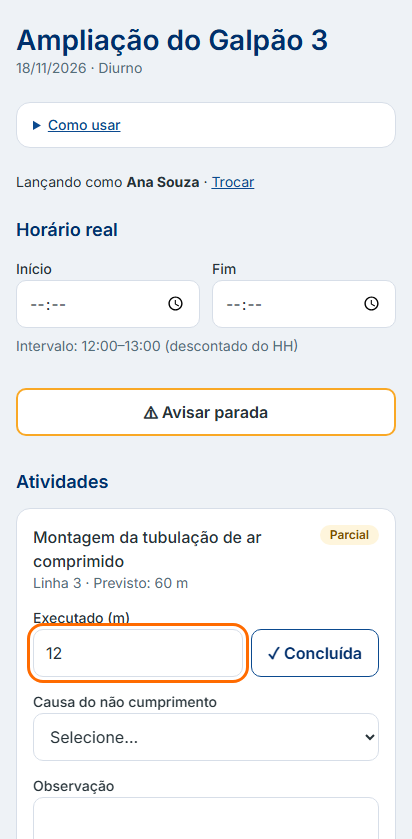 Ampliação do Galpão 3
18/11/2026 · Diurno
Como usar
Lançando como Ana Souza · Trocar
Horário real
Início
Fim
--:--
--:--
Intervalo: 12:00–13:00 (descontado do HH)
⚠ Avisar parada
Atividades
Montagem da tubulação de ar
comprimido
Parcial
Linha 3 · Previsto: 60 m
Executado (m)
12
✓ Concluída
Causa do não cumprimento
Selecione...
Observação